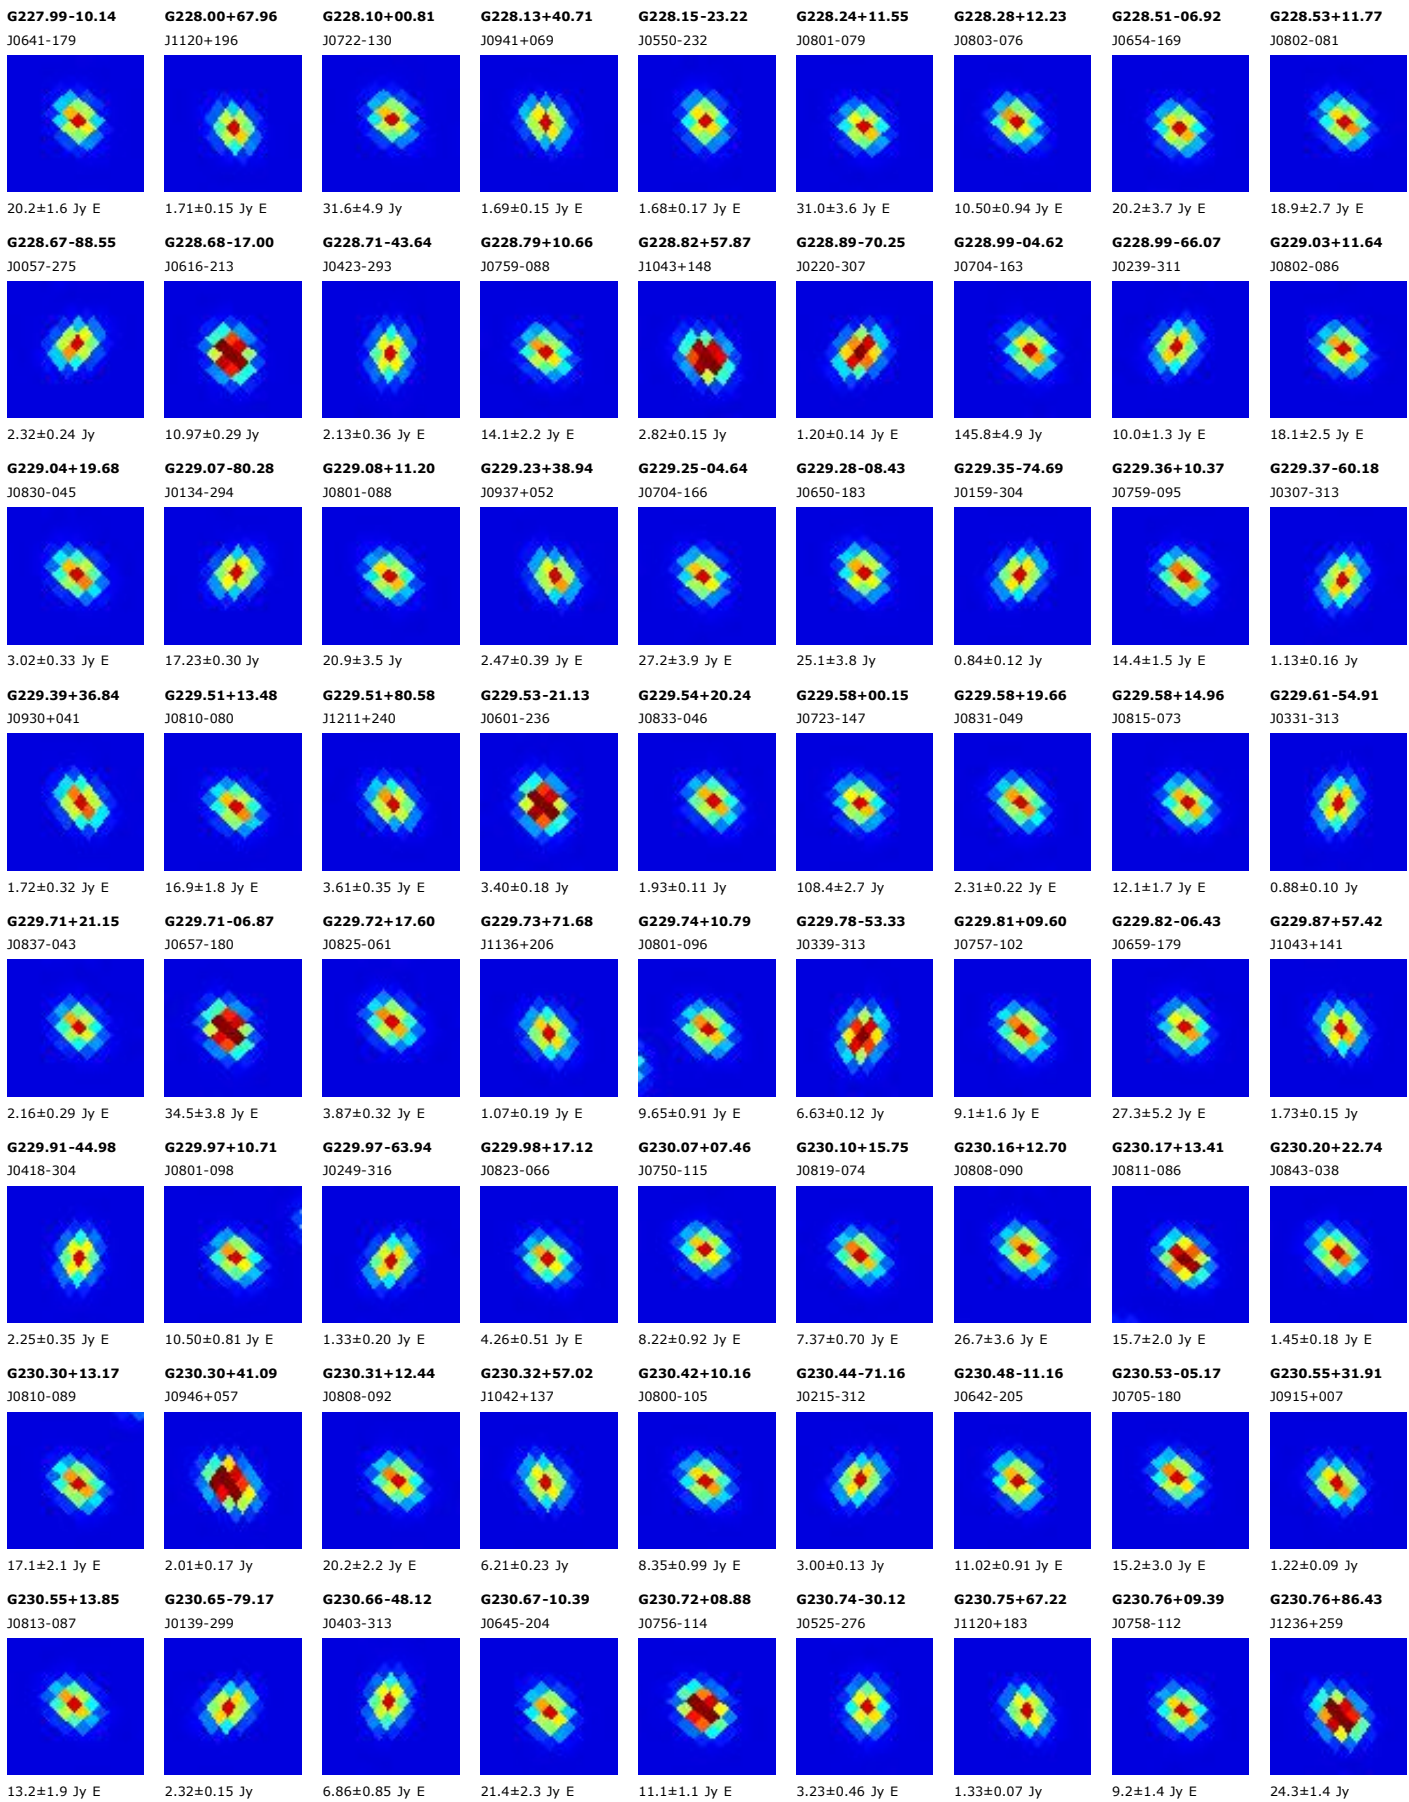 G227.99-10.14 G228.00+67.96 G228.10+00.81 G228.13+40.71 G228.15-23.22 G228.24+11.55 G228.28+12.23 G228.51-06.92 G228.53+11.77
J0641-179 J1120+196 J0722-130 J0941+069 J0550-232 J0801-079 J0803-076 J0654-169 J0802-081
20.2±1.6 Jy E 1.71±0.15 Jy E 31.6±4.9 Jy 1.69±0.15 Jy E 1.68±0.17 Jy E 31.0±3.6 Jy E 10.50±0.94 Jy E 20.2±3.7 Jy E 18.9±2.7 Jy E
G228.67-88.55 G228.68-17.00 G228.71-43.64 G228.79+10.66 G228.82+57.87 G228.89-70.25 G228.99-04.62 G228.99-66.07 G229.03+11.64
J0057-275 J0616-213 J0423-293 J0759-088 J1043+148 J0220-307 J0704-163 J0239-311 J0802-086
2.32±0.24 Jy 10.97±0.29 Jy 2.13±0.36 Jy E 14.1±2.2 Jy E 2.82±0.15 Jy 1.20±0.14 Jy E 145.8±4.9 Jy 10.0±1.3 Jy E 18.1±2.5 Jy E
G229.04+19.68 G229.07-80.28 G229.08+11.20 G229.23+38.94 G229.25-04.64 G229.28-08.43 G229.35-74.69 G229.36+10.37 G229.37-60.18
J0830-045 J0134-294 J0801-088 J0937+052 J0704-166 J0650-183 J0159-304 J0759-095 J0307-313
3.02±0.33 Jy E 17.23±0.30 Jy 20.9±3.5 Jy 2.47±0.39 Jy E 27.2±3.9 Jy E 25.1±3.8 Jy 0.84±0.12 Jy 14.4±1.5 Jy E 1.13±0.16 Jy
G229.39+36.84 G229.51+13.48 G229.51+80.58 G229.53-21.13 G229.54+20.24 G229.58+00.15 G229.58+19.66 G229.58+14.96 G229.61-54.91
J0930+041 J0810-080 J1211+240 J0601-236 J0833-046 J0723-147 J0831-049 J0815-073 J0331-313
1.72±0.32 Jy E 16.9±1.8 Jy E 3.61±0.35 Jy E 3.40±0.18 Jy 1.93±0.11 Jy 108.4±2.7 Jy 2.31±0.22 Jy E 12.1±1.7 Jy E 0.88±0.10 Jy
G229.71+21.15 G229.71-06.87 G229.72+17.60 G229.73+71.68 G229.74+10.79 G229.78-53.33 G229.81+09.60 G229.82-06.43 G229.87+57.42
J0837-043 J0657-180 J0825-061 J1136+206 J0801-096 J0339-313 J0757-102 J0659-179 J1043+141
2.16±0.29 Jy E 34.5±3.8 Jy E 3.87±0.32 Jy E 1.07±0.19 Jy E 9.65±0.91 Jy E 6.63±0.12 Jy 9.1±1.6 Jy E 27.3±5.2 Jy E 1.73±0.15 Jy
G229.91-44.98 G229.97+10.71 G229.97-63.94 G229.98+17.12 G230.07+07.46 G230.10+15.75 G230.16+12.70 G230.17+13.41 G230.20+22.74
J0418-304 J0801-098 J0249-316 J0823-066 J0750-115 J0819-074 J0808-090 J0811-086 J0843-038
2.25±0.35 Jy E 10.50±0.81 Jy E 1.33±0.20 Jy E 4.26±0.51 Jy E 8.22±0.92 Jy E 7.37±0.70 Jy E 26.7±3.6 Jy E 15.7±2.0 Jy E 1.45±0.18 Jy E
G230.30+13.17 G230.30+41.09 G230.31+12.44 G230.32+57.02 G230.42+10.16 G230.44-71.16 G230.48-11.16 G230.53-05.17 G230.55+31.91
J0810-089 J0946+057 J0808-092 J1042+137 J0800-105 J0215-312 J0642-205 J0705-180 J0915+007
17.1±2.1 Jy E 2.01±0.17 Jy 20.2±2.2 Jy E 6.21±0.23 Jy 8.35±0.99 Jy E 3.00±0.13 Jy 11.02±0.91 Jy E 15.2±3.0 Jy E 1.22±0.09 Jy
G230.55+13.85 G230.65-79.17 G230.66-48.12 G230.67-10.39 G230.72+08.88 G230.74-30.12 G230.75+67.22 G230.76+09.39 G230.76+86.43
J0813-087 J0139-299 J0403-313 J0645-204 J0756-114 J0525-276 J1120+183 J0758-112 J1236+259
13.2±1.9 Jy E 2.32±0.15 Jy 6.86±0.85 Jy E 21.4±2.3 Jy E 11.1±1.1 Jy E 3.23±0.46 Jy E 1.33±0.07 Jy 9.2±1.4 Jy E 24.3±1.4 Jy